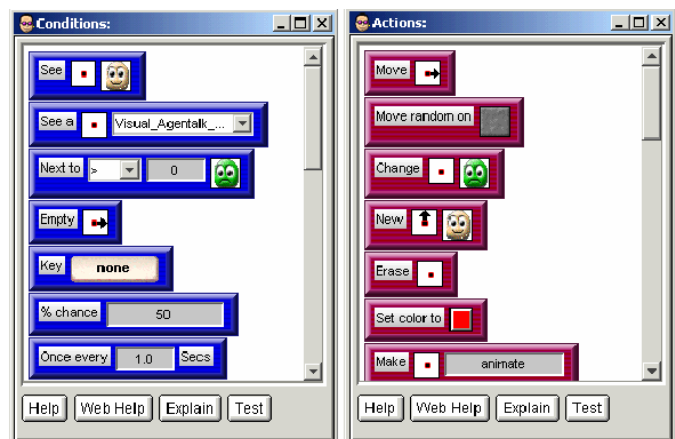 Conditions:
See
See a Visual_Agentalk_...
Next to > 0
Empty
Key none
% chance 50
Once every 1.0 Secs
Help Web Help Explain Test
Actions:
Move
Move random on
Change
New
Erase
Set color to
Make animate
Help Web Help Explain Test